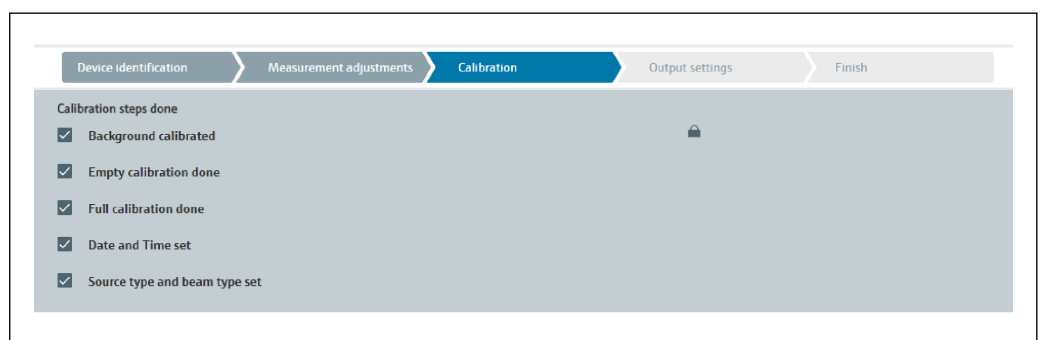 Device identification
Measurement adjustments
Calibration
Output settings
Finish
Calibration steps done
Background calibrated
Empty calibration done
Full calibration done
Date and Time set
Source type and beam type set